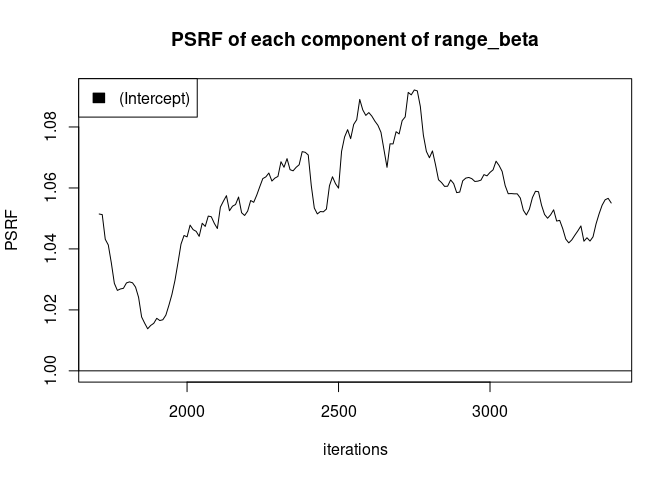 PSRF of each component of range_beta
(Intercept)
PSRF
1.08
1.06
1.04
1.02
1.00
2000 2500 3000
iterations